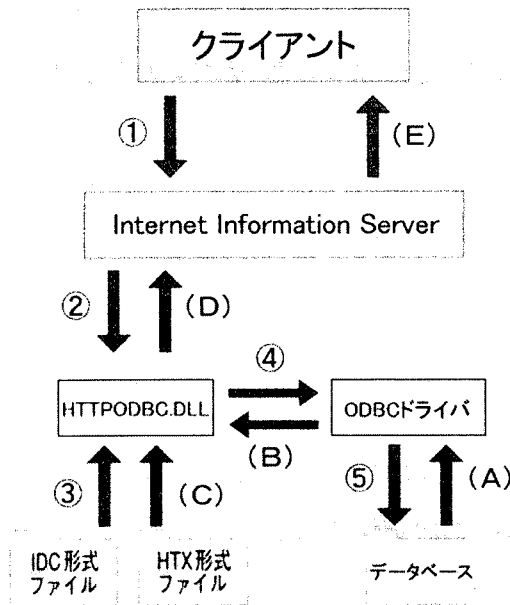 クライアント
①
(E)
Internet Information Server
②
(D)
④
HTTPODBC.DLL
ODBCドライバ
(B)
③
(C)
⑤
(A)
IDC形式
ファイル
HTX形式
ファイル
データベース